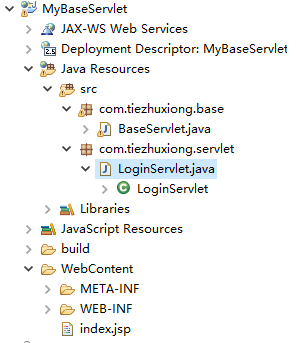 MyBaseServlet
JAX-WS Web Services
Deployment Descriptor: MyBaseServlet
Java Resources
src
com.tiezhuxiong.base
BaseServlet.java
com.tiezhuxiong.servlet
LoginServlet.java
LoginServlet
Libraries
JavaScript Resources
build
WebContent
META-INF
WEB-INF
index.jsp